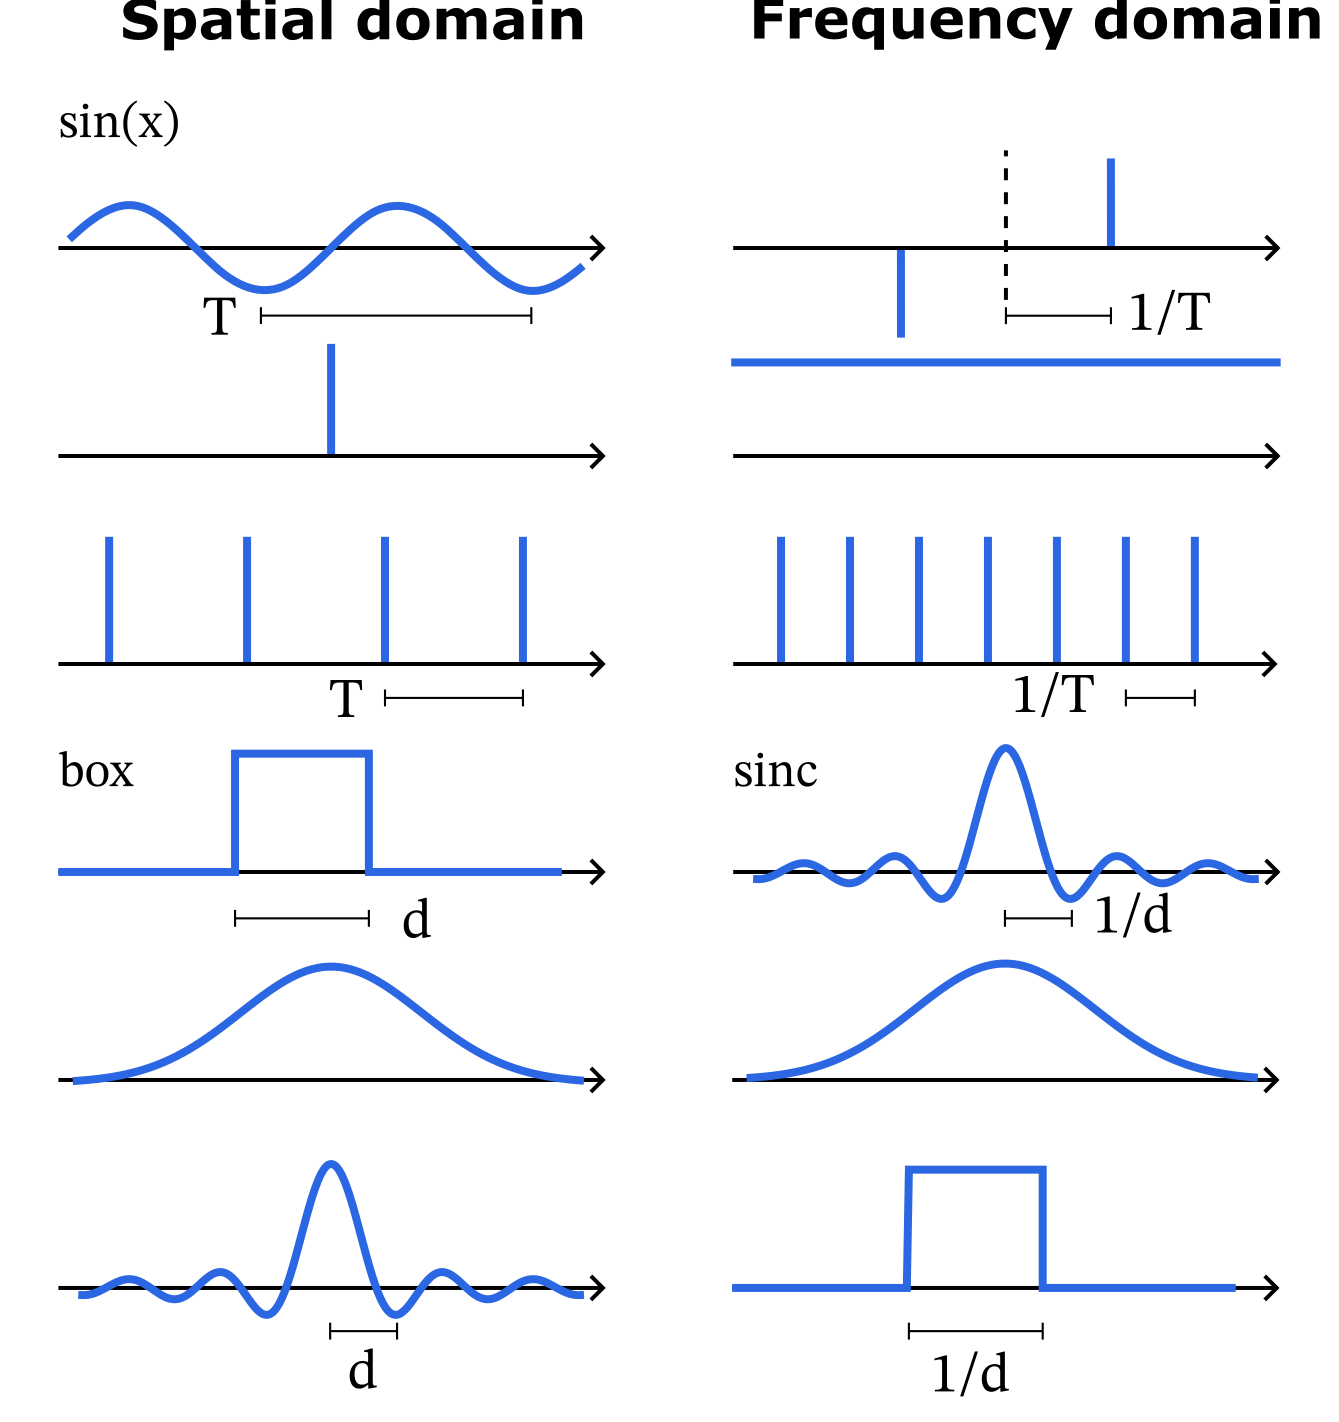 Spatial domain
Frequency domain
sin(x)
T
1/T
T
1/T
box
sinc
d
1/d
d
1/d